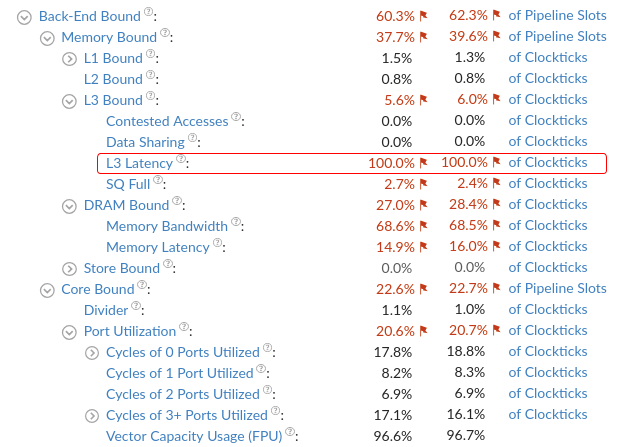 Back-End Bound ?: 60.3% 62.3% of Pipeline Slots
Memory Bound ?: 37.7% 39.6% of Pipeline Slots
L1 Bound ?: 1.5% 1.3% of Clockticks
L2 Bound ?: 0.8% 0.8% of Clockticks
L3 Bound ?: 5.6% 6.0% of Clockticks
Contested Accesses ?: 0.0% 0.0% of Clockticks
Data Sharing ?: 0.0% 0.0% of Clockticks
L3 Latency ?: 100.0% 100.0% of Clockticks
SQ Full ?: 2.7% 2.4% of Clockticks
DRAM Bound ?: 27.0% 28.4% of Clockticks
Memory Bandwidth ?: 68.6% 68.5% of Clockticks
Memory Latency ?: 14.9% 16.0% of Clockticks
Store Bound ?: 0.0% 0.0% of Clockticks
Core Bound ?: 22.6% 22.7% of Pipeline Slots
Divider ?: 1.1% 1.0% of Clockticks
Port Utilization ?: 20.6% 20.7% of Clockticks
Cycles of 0 Ports Utilized ?: 17.8% 18.8% of Clockticks
Cycles of 1 Port Utilized ?: 8.2% 8.3% of Clockticks
Cycles of 2 Ports Utilized ?: 6.9% 6.9% of Clockticks
Cycles of 3+ Ports Utilized ?: 17.1% 16.1% of Clockticks
Vector Capacity Usage (FPU) ?: 96.6% 96.7%